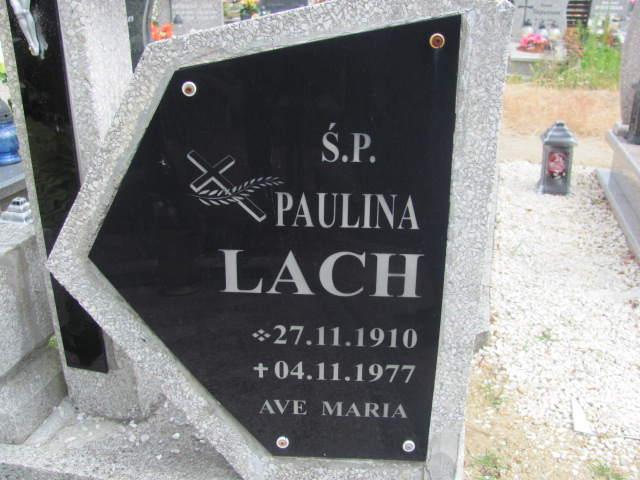 Ś.P.
PAULINA
LACH
27.11.1910
✝04.11.1977
AVE MARIA